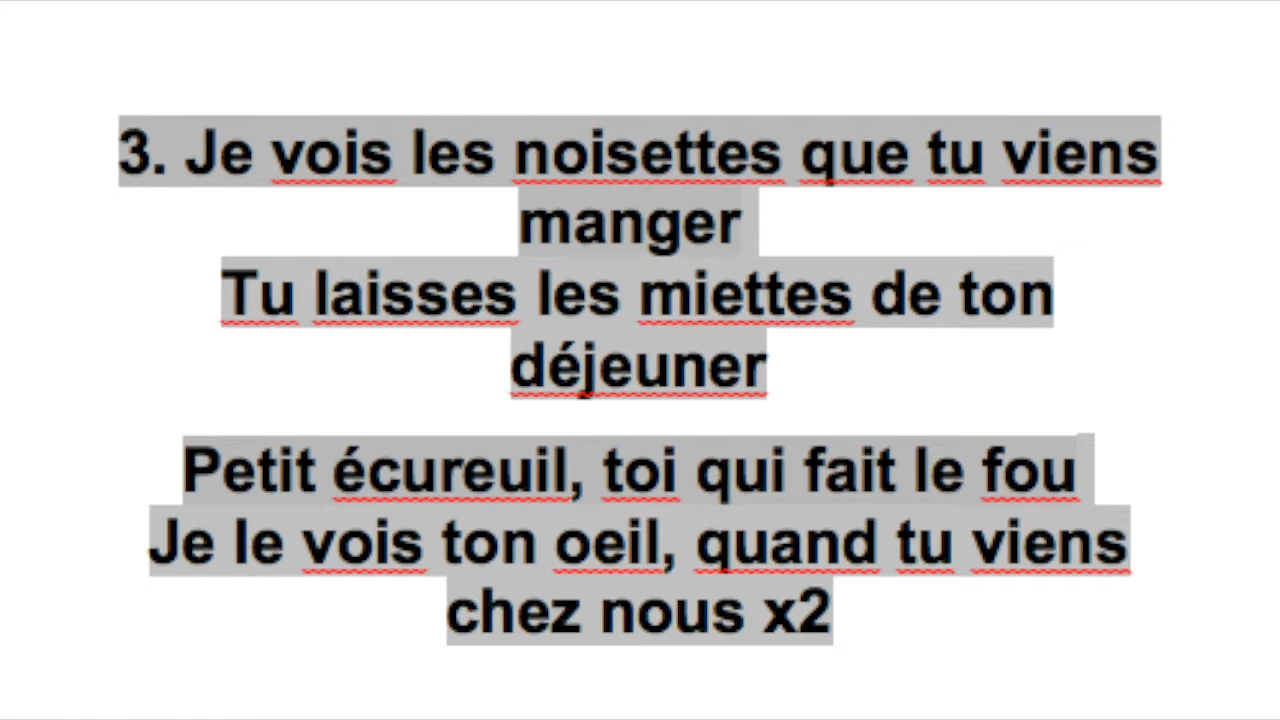 3. Je vois les noisettes que tu viens
manger
Tu laisses les miettes de ton
déjeuner
Petit écureuil, toi qui fait le fou
Je le vois ton oeil, quand tu viens
chez nous x2